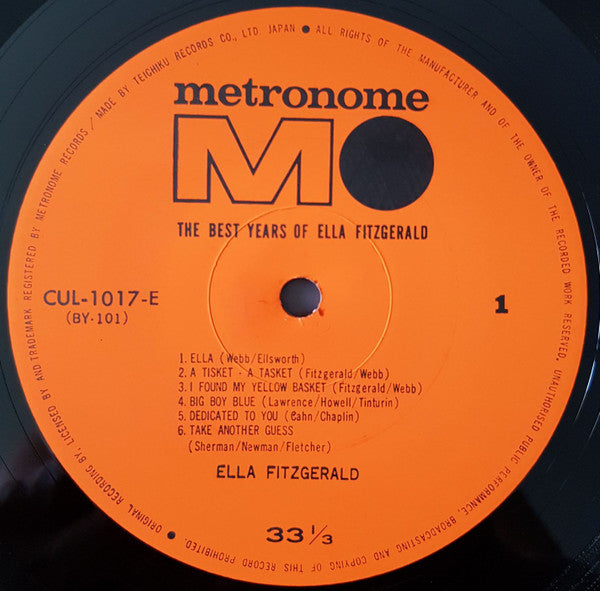 metronome
MO
THE BEST YEARS OF ELLA FITZGERALD
CUL-1017-E
(BY-101)
1
1. ELLA (Webb/Ellsworth)
2. A TISKET - A TASKET (Fitzgerald/Webb)
3. I FOUND MY YELLOW BASKET (Fitzgerald/Webb)
4. BIG BOY BLUE (Lawrence/Howell/Tinturin)
5. DEDICATED TO YOU (Cahn/Chaplin)
6. TAKE ANOTHER GUESS
(Sherman/Newman/Fletcher)
ELLA FITZGERALD
33 1/3
ORIGINAL RECORDING BY, LICENSED BY AND TRADEMARK REGISTERED BY METRONOME RECORDS / MADE BY TEICHIKU RECORDS CO., LTD. JAPAN ● ALL RIGHTS OF THE MANUFACTURER AND OF THE OWNER OF THE RECORDED WORK RESERVED. UNAUTHORISED PUBLIC PERFORMANCE, BROADCASTING AND COPYING OF THIS RECORD PROHIBITED. ●